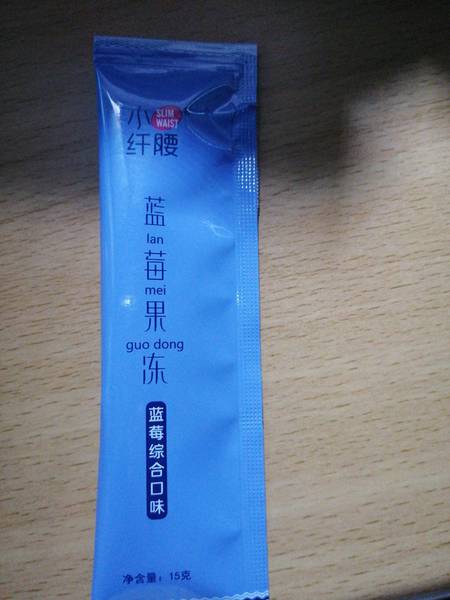 小纤腰
SLIM
WAIST
蓝莓果冻
lan
mei
guo dong
蓝莓综合口味
净含量：15克